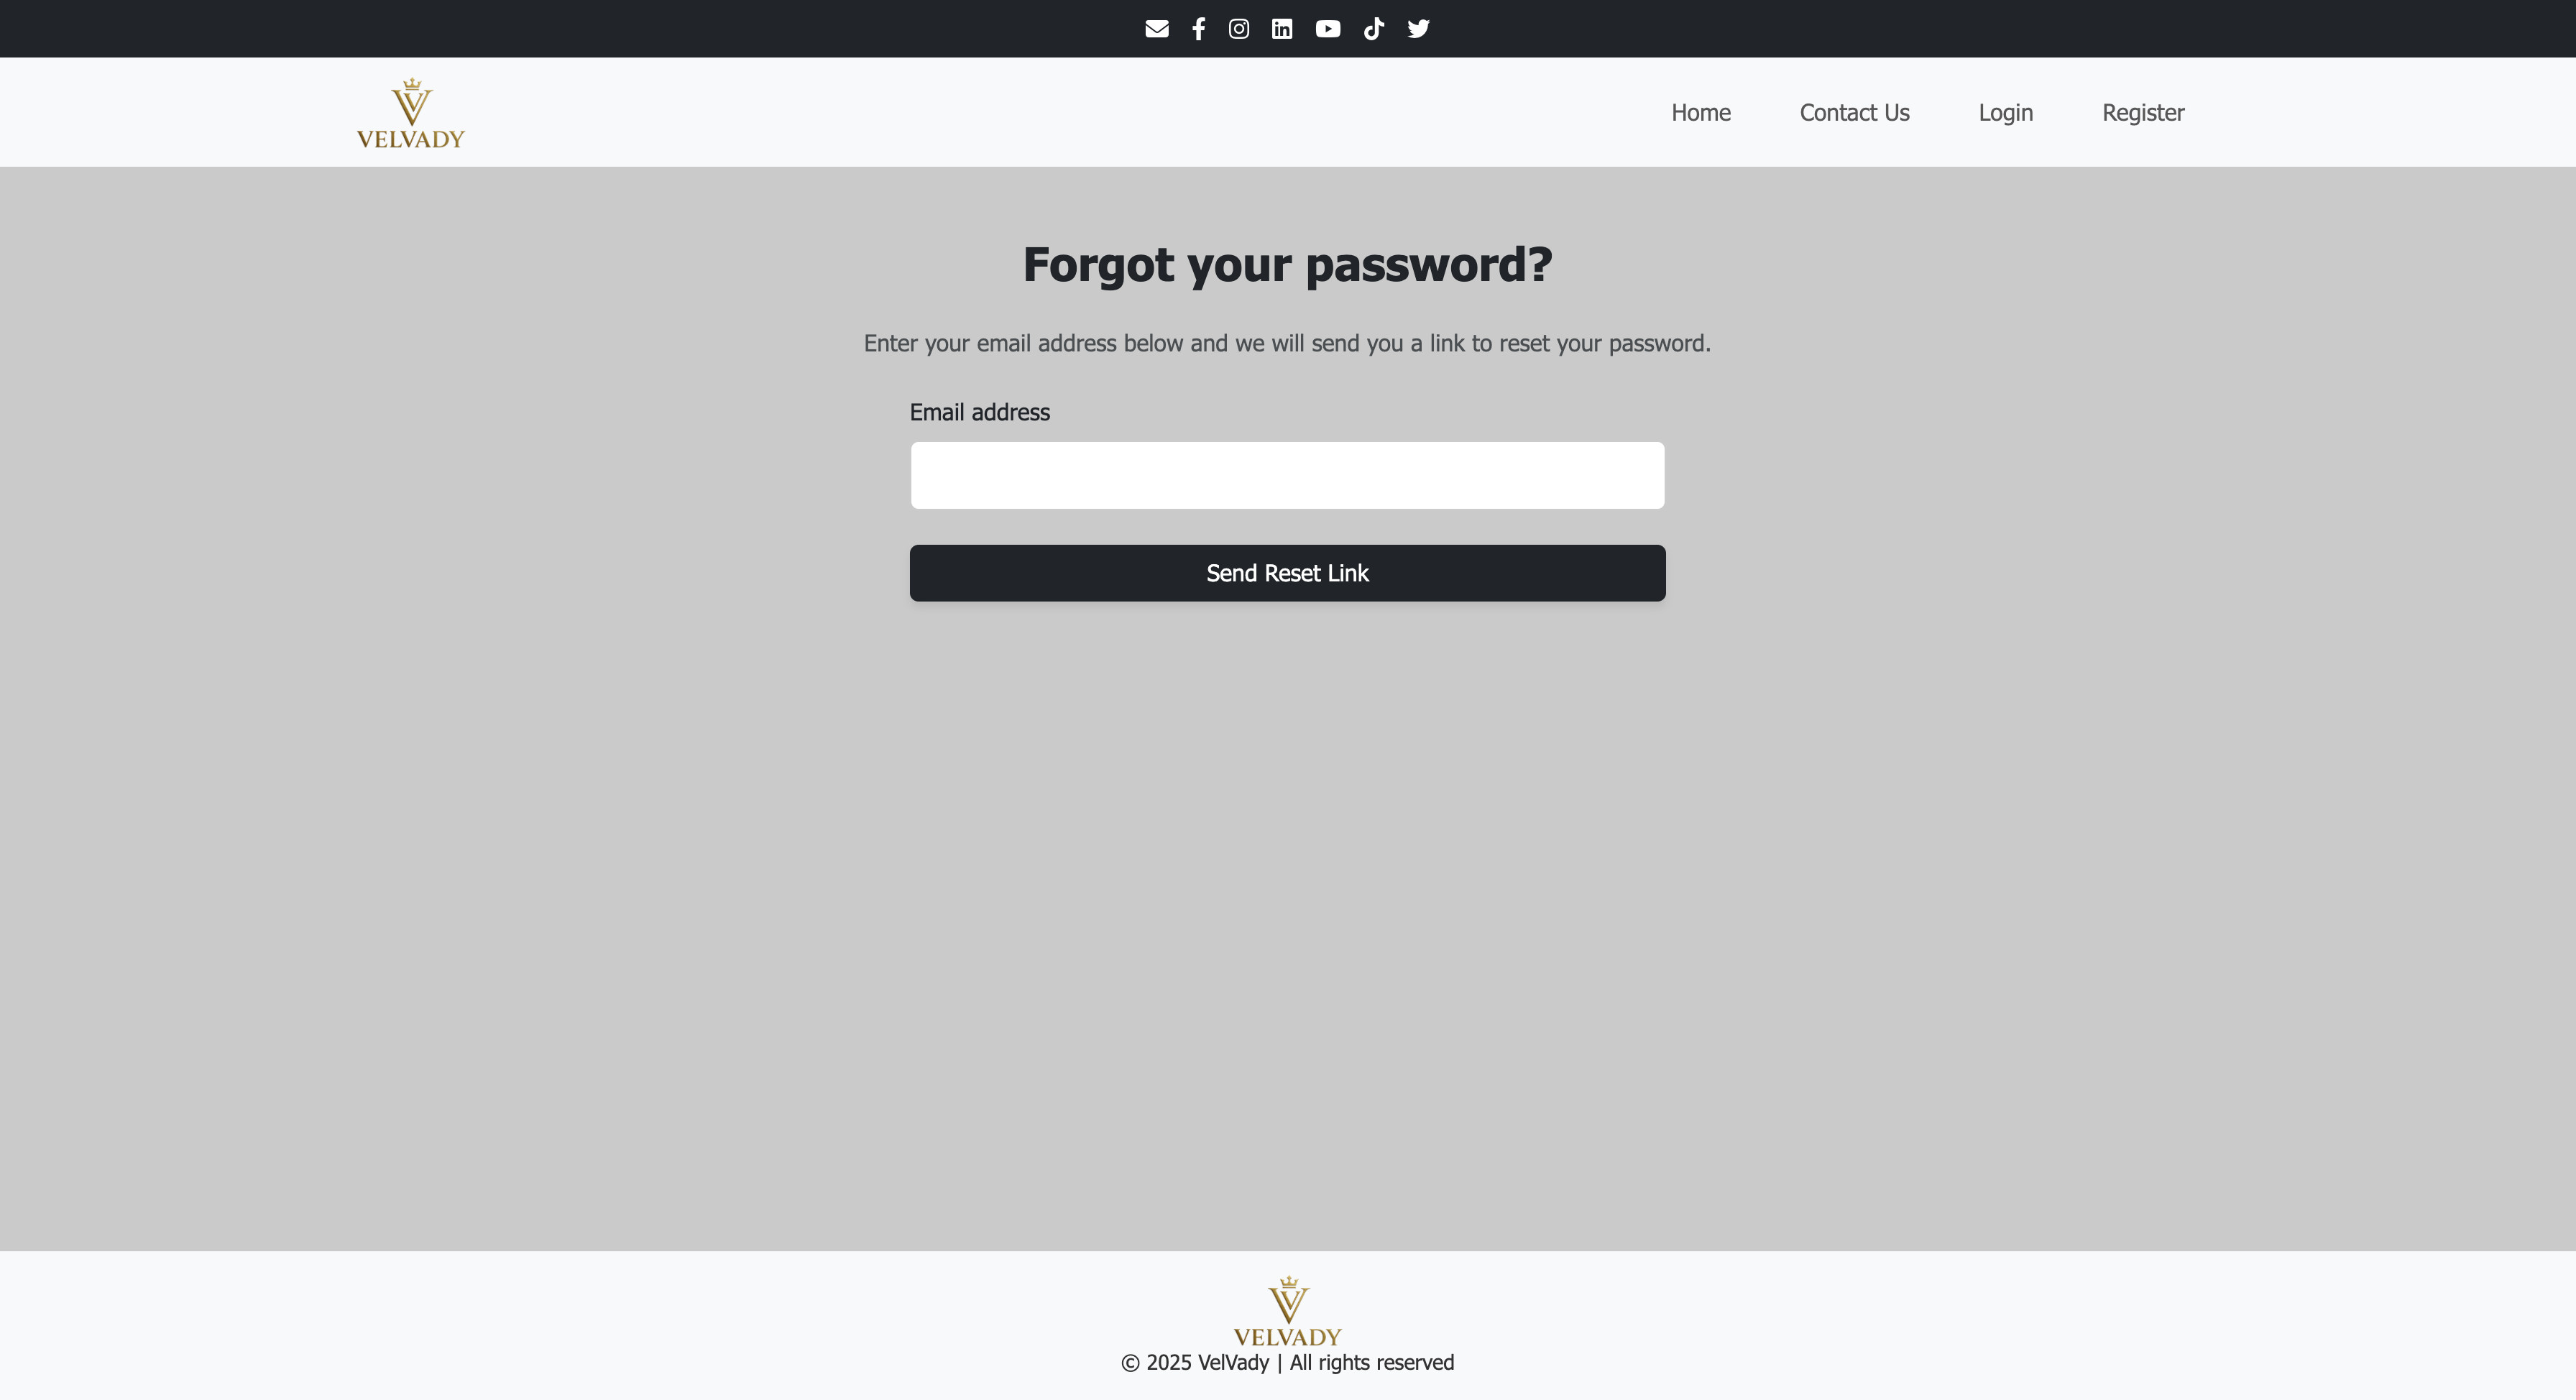 VELVADY
Home Contact Us Login Register
Forgot your password?
Enter your email address below and we will send you a link to reset your password.
Email address
Send Reset Link
VELVADY
© 2025 VelVady | All rights reserved